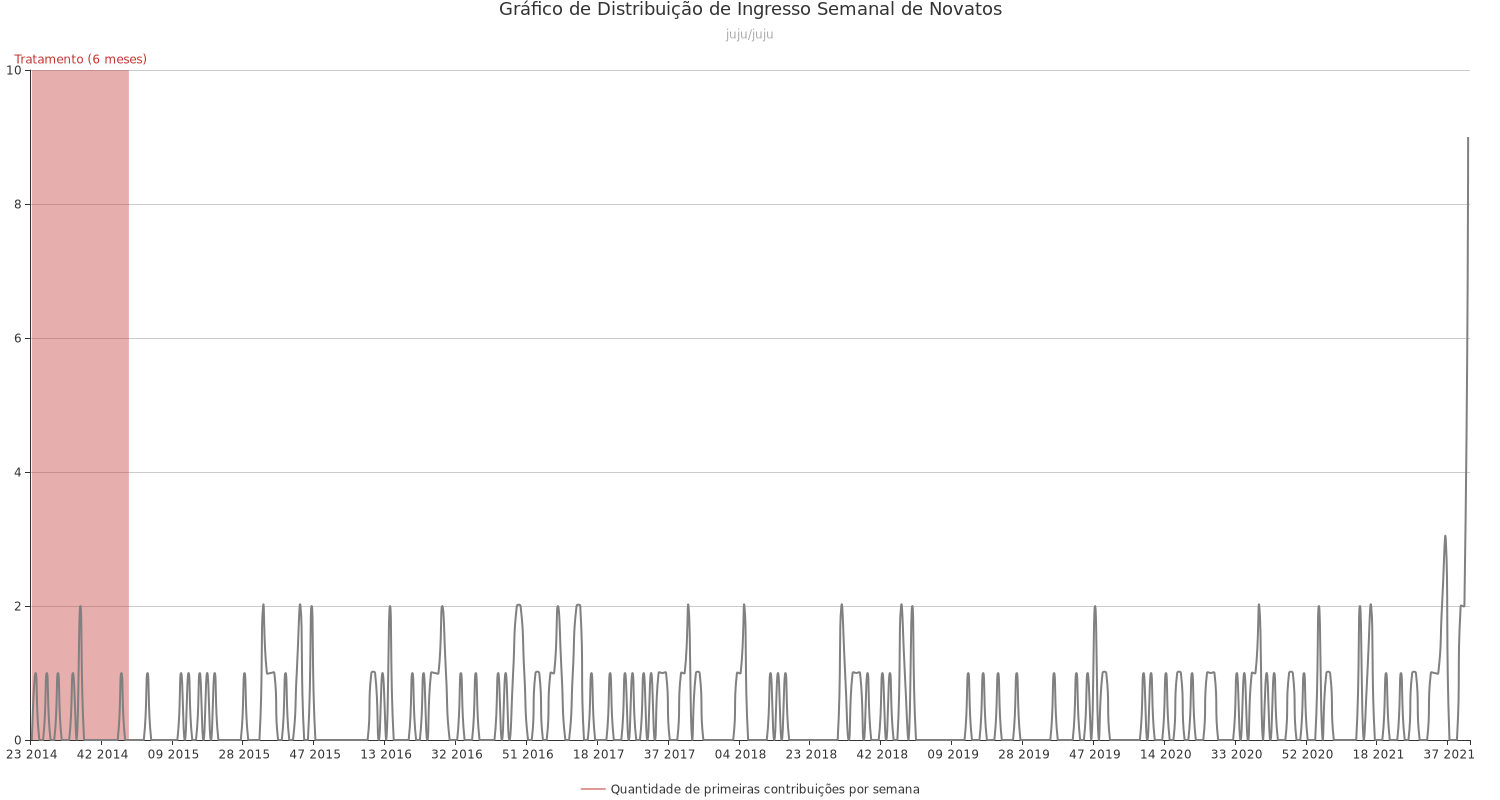 Gráfico de Distribuição de Ingresso Semanal de Novatos
juju/juju
Tratamento (6 meses)
10
8
6
4
2
0
23 2014 42 2014 09 2015 28 2015 47 2015 13 2016 32 2016 51 2016 18 2017 37 2017 04 2018 23 2018 42 2018 09 2019 28 2019 47 2019 14 2020 33 2020 52 2020 18 2021 37 2021
Quantidade de primeiras contribuições por semana